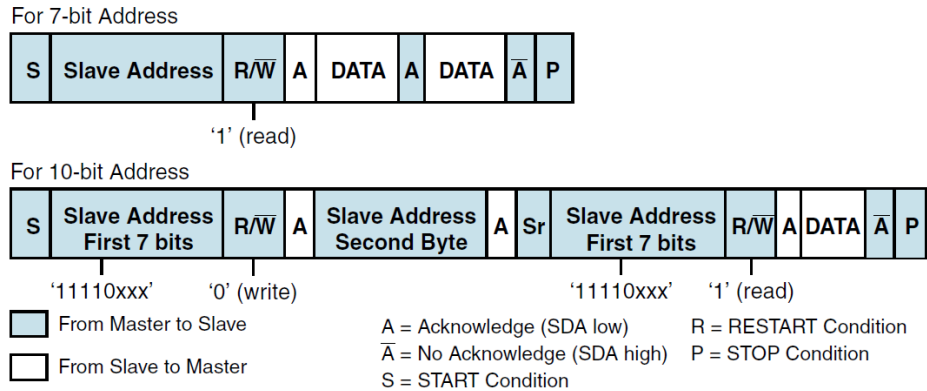 For 7-bit Address
S Slave Address R/W̅ A DATA A DATA A̅ P
‘1’ (read)
For 10-bit Address
S Slave Address First 7 bits R/W̅ A Slave Address Second Byte A Sr Slave Address First 7 bits R/W̅ A DATA A̅ P
‘11110xxx’ ‘0’ (write) ‘11110xxx’ ‘1’ (read)
From Master to Slave
From Slave to Master
A = Acknowledge (SDA low)
A̅ = No Acknowledge (SDA high)
S = START Condition
R = RESTART Condition
P = STOP Condition